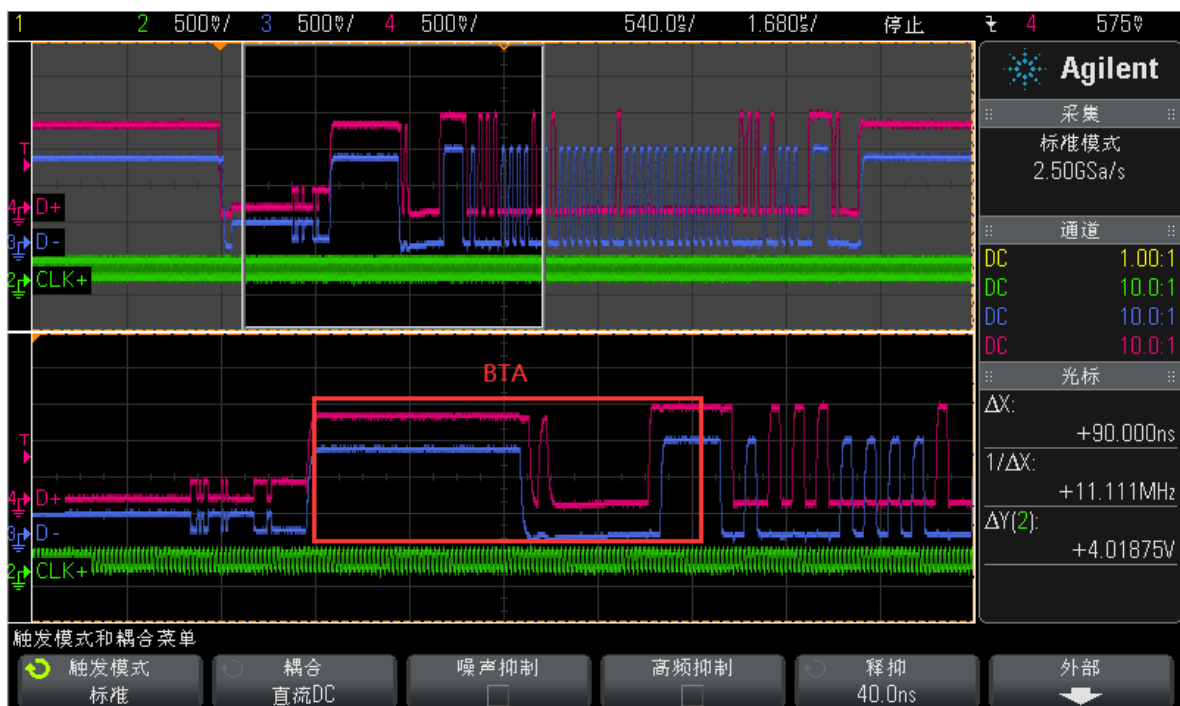 1 2 500㎷/ 3 500㎷/ 4 500㎷/ 540.0㎱/ 1.680㎲/ 停止 4 575㎷
Agilent
采集
标准模式
2.50GSa/s
T
4 D+
3 D-
2 CLK+
通道
DC 1.00:1
DC 10.0:1
DC 10.0:1
DC 10.0:1
BTA
T
4 D+
3 D-
2 CLK+
光标
ΔX:
+90.000ns
1/ΔX:
+11.111MHz
ΔY(2):
+4.01875V
触发模式和耦合菜单
触发模式
标准
耦合
直流DC
噪声抑制
高频抑制
释抑
40.0ns
外部